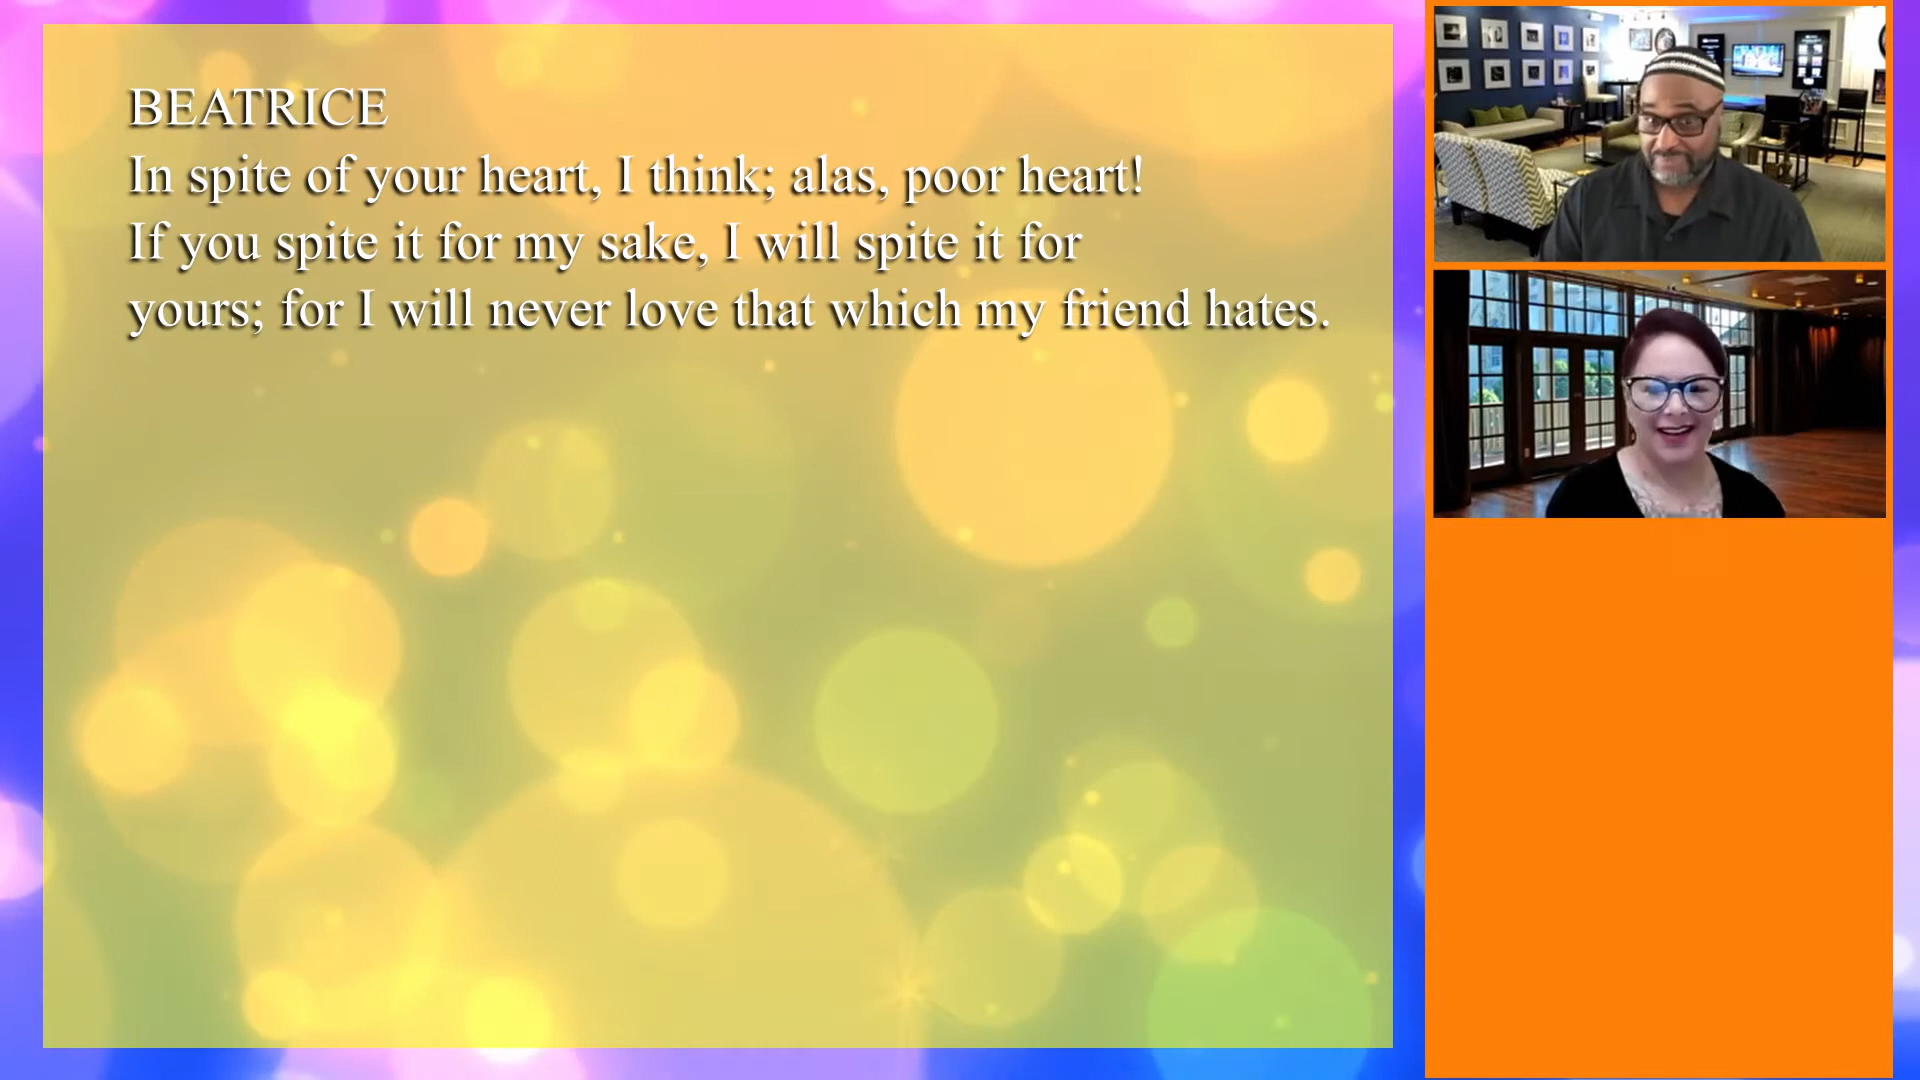 BEATRICE
In spite of your heart, I think; alas, poor heart!
If you spite it for my sake, I will spite it for
yours; for I will never love that which my friend hates.